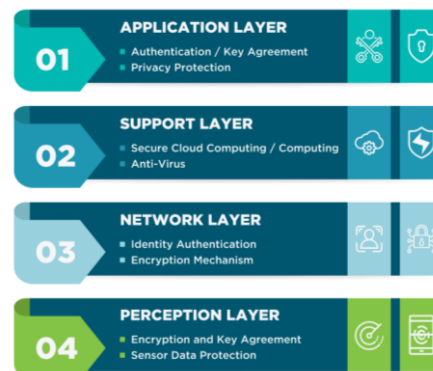 01
APPLICATION LAYER
Authentication / Key Agreement
Privacy Protection
02
SUPPORT LAYER
Secure Cloud Computing / Computing
Anti-Virus
03
NETWORK LAYER
Identity Authentication
Encryption Mechanism
04
PERCEPTION LAYER
Encryption and Key Agreement
Sensor Data Protection